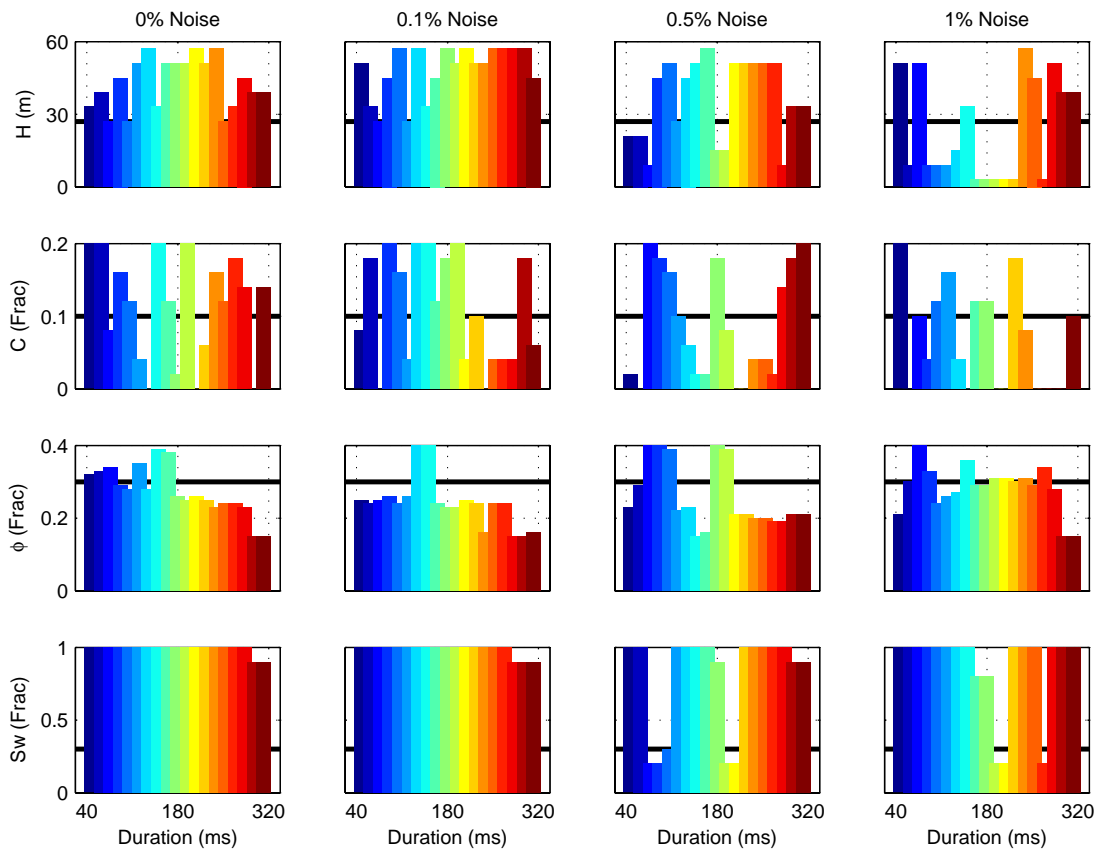 0% Noise 0.1% Noise 0.5% Noise 1% Noise
H (m)
60
30
0
C (Frac)
0.2
0.1
0
ϕ (Frac)
0.4
0.2
0
Sw (Frac)
1
0.5
0
40 180 320 40 180 320 40 180 320 40 180 320
Duration (ms) Duration (ms) Duration (ms) Duration (ms)